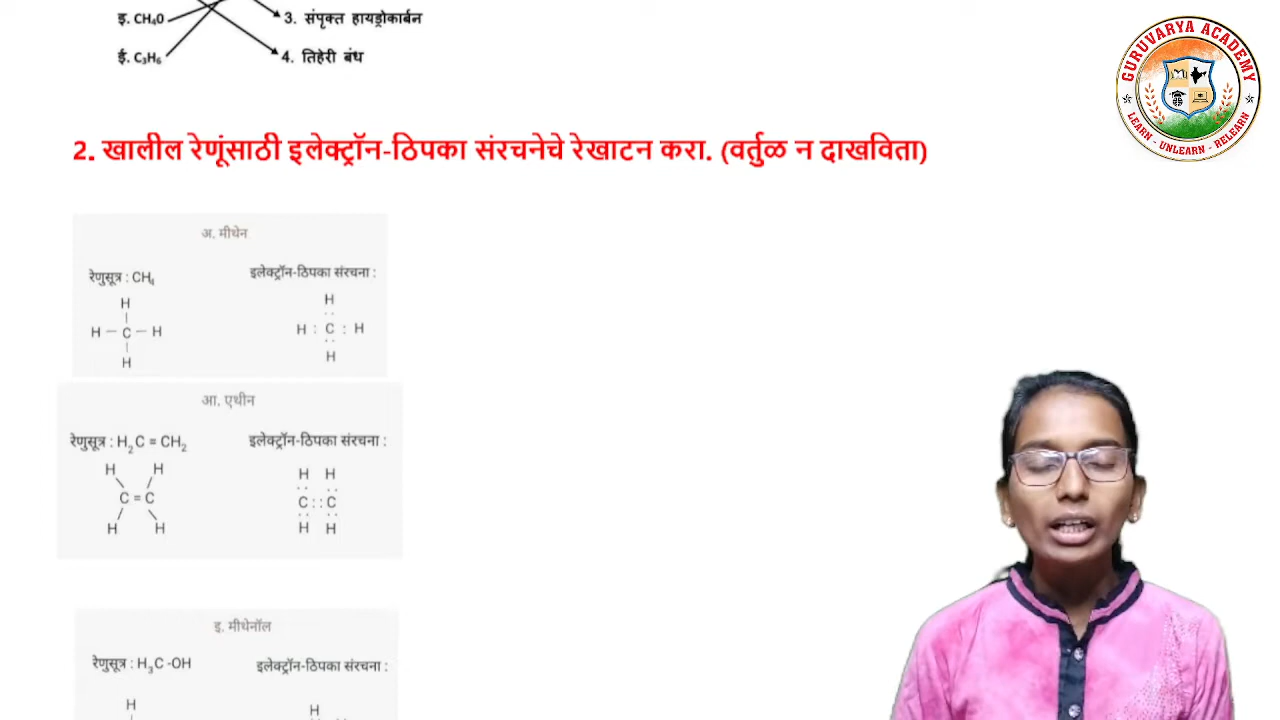 इ. CH₄O
3. संपृक्त हायड्रोकार्बन
ई. C₃H₆
4. तिहेरी बंध
GURUVARYA ACADEMY
LEARN - UNLEARN - RELEARN
2. खालील रेणूंसाठी इलेक्ट्रॉन-ठिपका संरचनेचे रेखाटन करा. (वर्तुळ न दाखविता)
अ. मीथेन
रेणुसूत्र : CH₄
इलेक्ट्रॉन-ठिपका संरचना :
H
H – C – H
H
H
H : C : H
H
आ. एथीन
रेणुसूत्र : H₂C = CH₂
इलेक्ट्रॉन-ठिपका संरचना :
H H
C = C
H H
H H
C : : C
H H
इ. मीथेनॉल
रेणुसूत्र : H₃C -OH
इलेक्ट्रॉन-ठिपका संरचना :
H
H